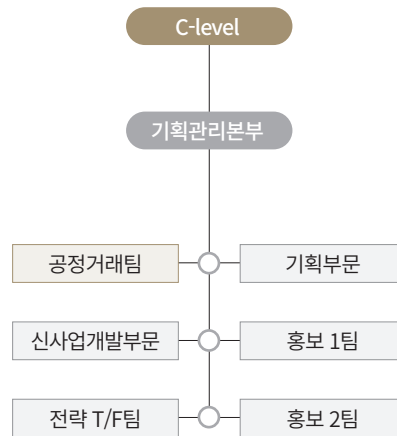 C-level
기획관리본부
공정거래팀
기획부문
신사업개발부문
홍보 1팀
전략 T/F팀
홍보 2팀